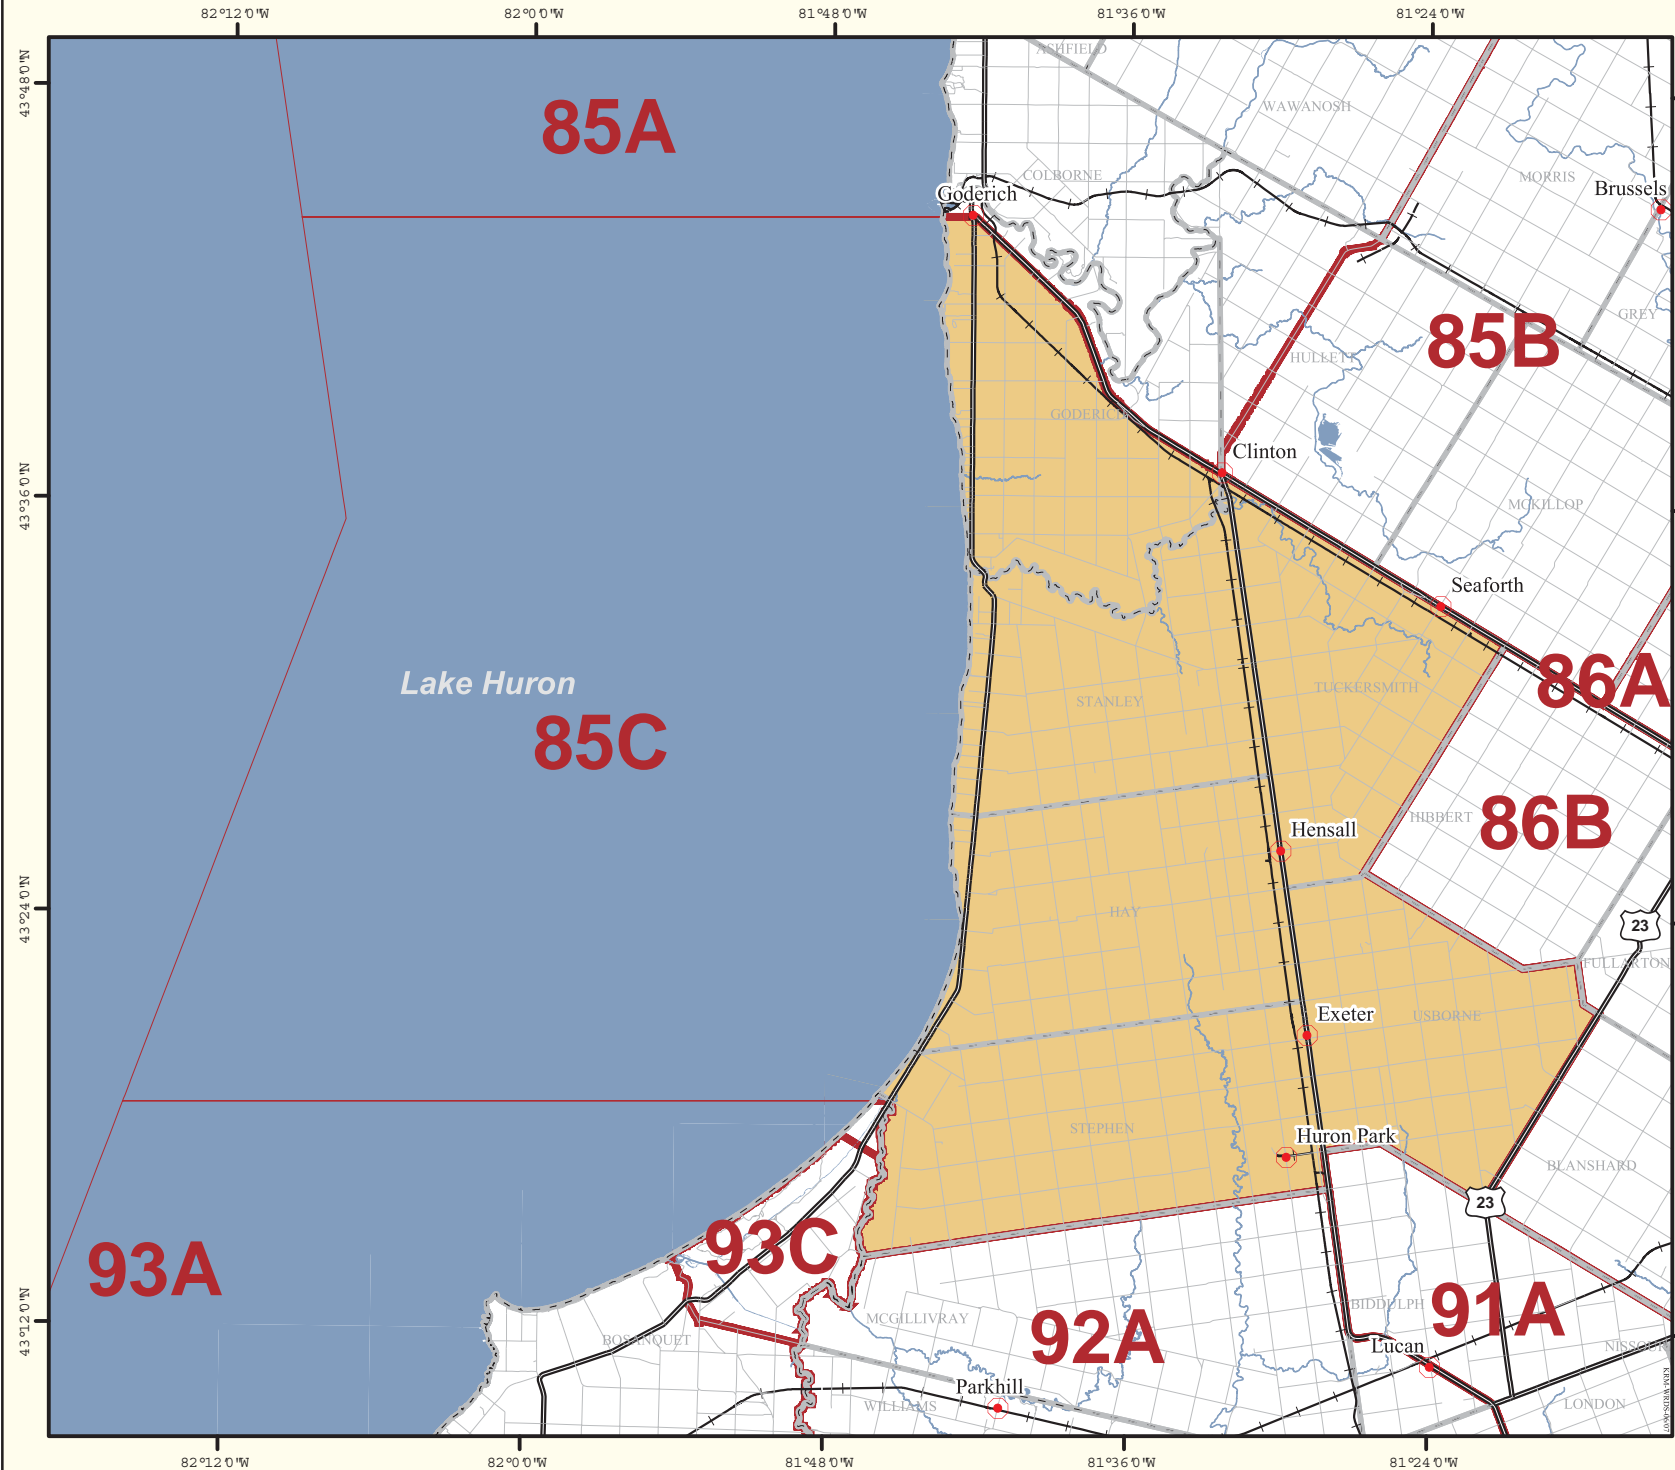 82°12'0"W 82°0'0"W 81°48'0"W 81°36'0"W 81°24'0"W
43°48'0"N
43°36'0"N
43°24'0"N
43°12'0"N
ASHFIELD
WAWANOSH
85A
COLBORNE
MORRIS
Brussels
Goderich
GREY
85B
HULLETT
GODERICH
Clinton
MCKILLOP
Seaforth
Lake Huron
86A
TUCKERSMITH
STANLEY
85C
HIBBERT
86B
Hensall
HAY
23
FULLARTON
Exeter
USBORNE
STEPHEN
Huron Park
BLANSHARD
23
93C
93A
BIDDULPH
91A
MCGILLIVRAY
92A
BOSANQUET
Lucan
NISSOURI
Parkhill
WILLIAMS
LONDON
82°12'0"W 82°0'0"W 81°48'0"W 81°36'0"W 81°24'0"W